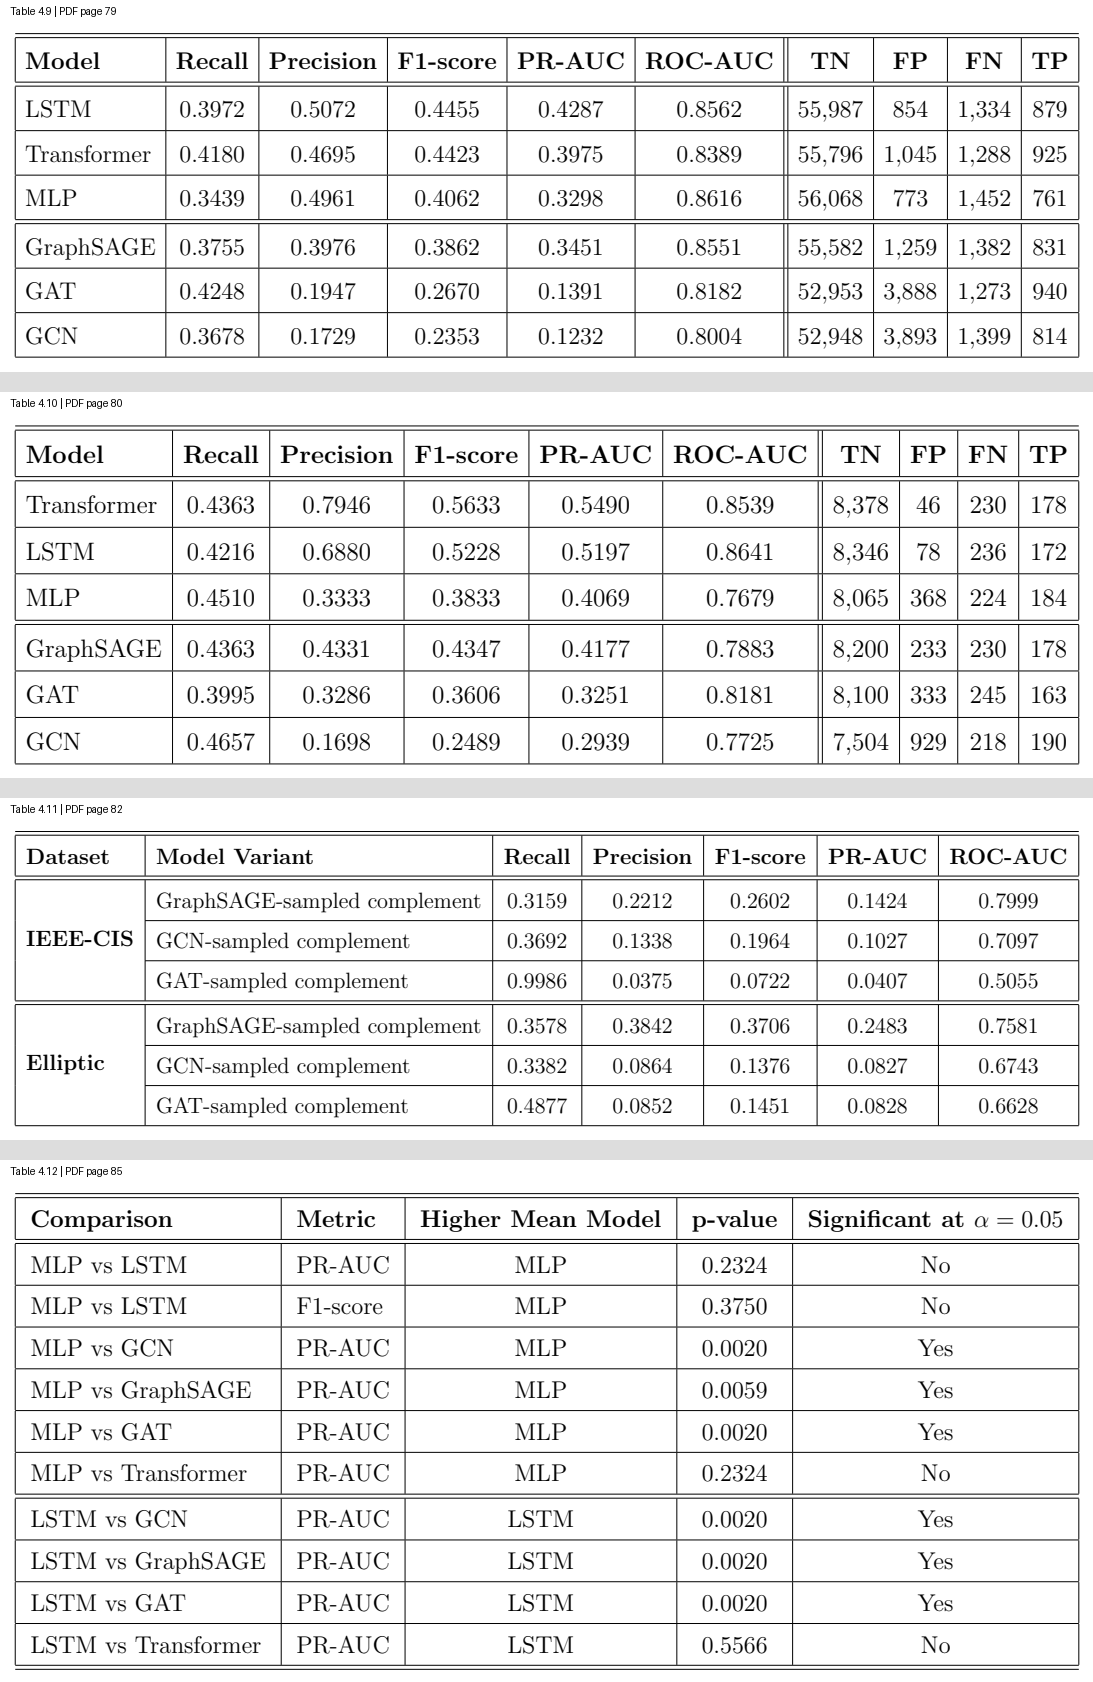 Table 4.9 | PDF page 79
Model Recall Precision F1-score PR-AUC ROC-AUC TN FP FN TP
LSTM 0.3972 0.5072 0.4455 0.4287 0.8562 55,987 854 1,334 879
Transformer 0.4180 0.4695 0.4423 0.3975 0.8389 55,796 1,045 1,288 925
MLP 0.3439 0.4961 0.4062 0.3298 0.8616 56,068 773 1,452 761
GraphSAGE 0.3755 0.3976 0.3862 0.3451 0.8551 55,582 1,259 1,382 831
GAT 0.4248 0.1947 0.2670 0.1391 0.8182 52,953 3,888 1,273 940
GCN 0.3678 0.1729 0.2353 0.1232 0.8004 52,948 3,893 1,399 814
Table 4.10 | PDF page 80
Model Recall Precision F1-score PR-AUC ROC-AUC TN FP FN TP
Transformer 0.4363 0.7946 0.5633 0.5490 0.8539 8,378 46 230 178
LSTM 0.4216 0.6880 0.5228 0.5197 0.8641 8,346 78 236 172
MLP 0.4510 0.3333 0.3833 0.4069 0.7679 8,065 368 224 184
GraphSAGE 0.4363 0.4331 0.4347 0.4177 0.7883 8,200 233 230 178
GAT 0.3995 0.3286 0.3606 0.3251 0.8181 8,100 333 245 163
GCN 0.4657 0.1698 0.2489 0.2939 0.7725 7,504 929 218 190
Table 4.11 | PDF page 82
Dataset Model Variant Recall Precision F1-score PR-AUC ROC-AUC
GraphSAGE-sampled complement 0.3159 0.2212 0.2602 0.1424 0.7999
IEEE-CIS GCN-sampled complement 0.3692 0.1338 0.1964 0.1027 0.7097
GAT-sampled complement 0.9986 0.0375 0.0722 0.0407 0.5055
GraphSAGE-sampled complement 0.3578 0.3842 0.3706 0.2483 0.7581
Elliptic GCN-sampled complement 0.3382 0.0864 0.1376 0.0827 0.6743
GAT-sampled complement 0.4877 0.0852 0.1451 0.0828 0.6628
Table 4.12 | PDF page 85
Comparison Metric Higher Mean Model p-value Significant at α = 0.05
MLP vs LSTM PR-AUC MLP 0.2324 No
MLP vs LSTM F1-score MLP 0.3750 No
MLP vs GCN PR-AUC MLP 0.0020 Yes
MLP vs GraphSAGE PR-AUC MLP 0.0059 Yes
MLP vs GAT PR-AUC MLP 0.0020 Yes
MLP vs Transformer PR-AUC MLP 0.2324 No
LSTM vs GCN PR-AUC LSTM 0.0020 Yes
LSTM vs GraphSAGE PR-AUC LSTM 0.0020 Yes
LSTM vs GAT PR-AUC LSTM 0.0020 Yes
LSTM vs Transformer PR-AUC LSTM 0.5566 No